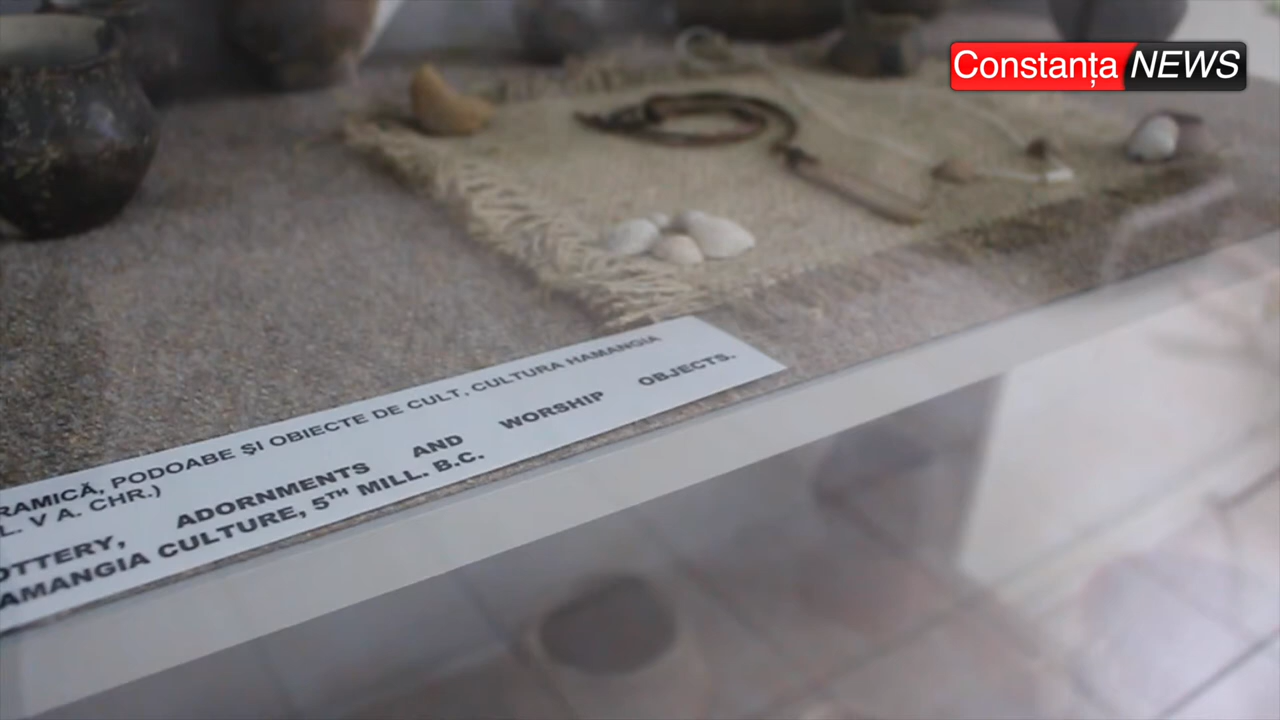 Constanța NEWS
RAMICĂ, PODOABE ŞI OBIECTE DE CULT, CULTURA HAMANGIA
L. V A. CHR.)
OTTERY, ADORNMENTS AND WORSHIP OBJECTS.
AMANGIA CULTURE, 5TH MILL. B.C.